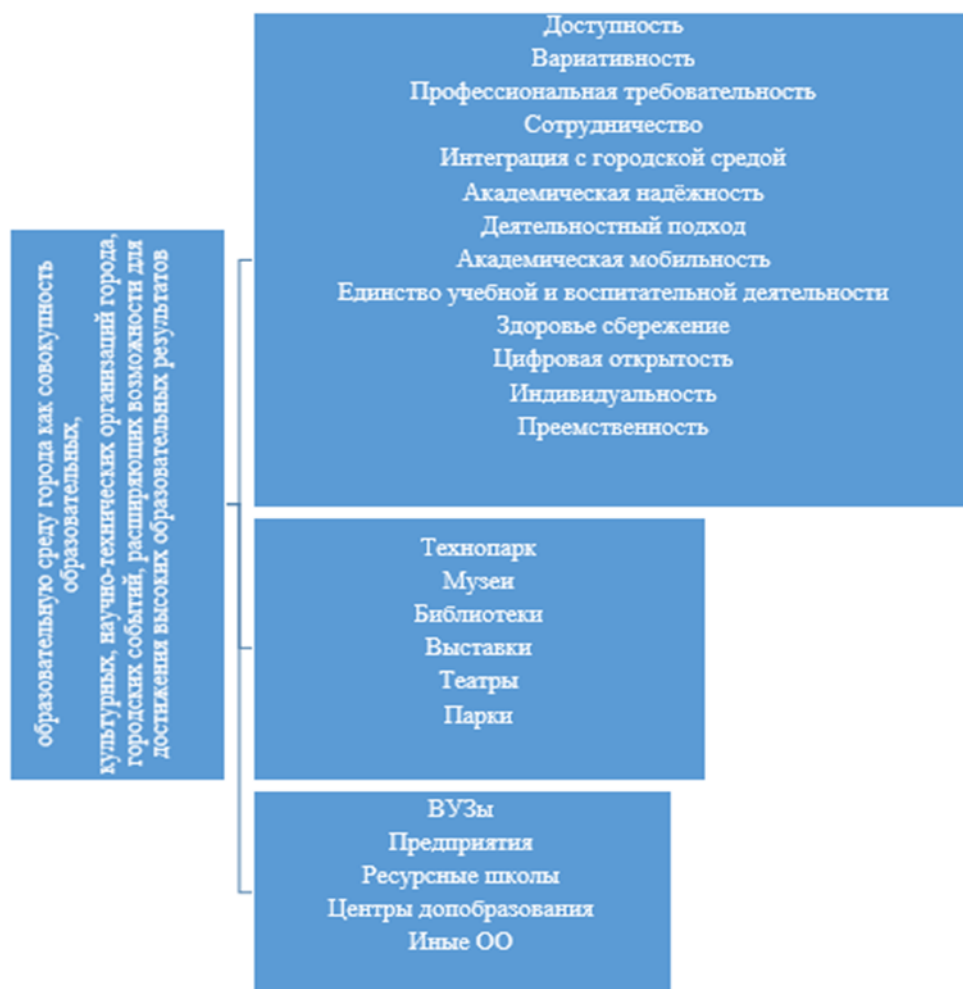 образовательную среду города как совокупность
образовательных,
культурных, научно-технических организаций города,
городских событий, расширяющих возможности для
достижения высоких образовательных результатов
Доступность
Вариативность
Профессиональная требовательность
Сотрудничество
Интеграция с городской средой
Академическая надёжность
Деятельностный подход
Академическая мобильность
Единство учебной и воспитательной деятельности
Здоровье сбережение
Цифровая открытость
Индивидуальность
Преемственность
Технопарк
Музеи
Библиотеки
Выставки
Театры
Парки
ВУЗы
Предприятия
Ресурсные школы
Центры допобразования
Иные ОО